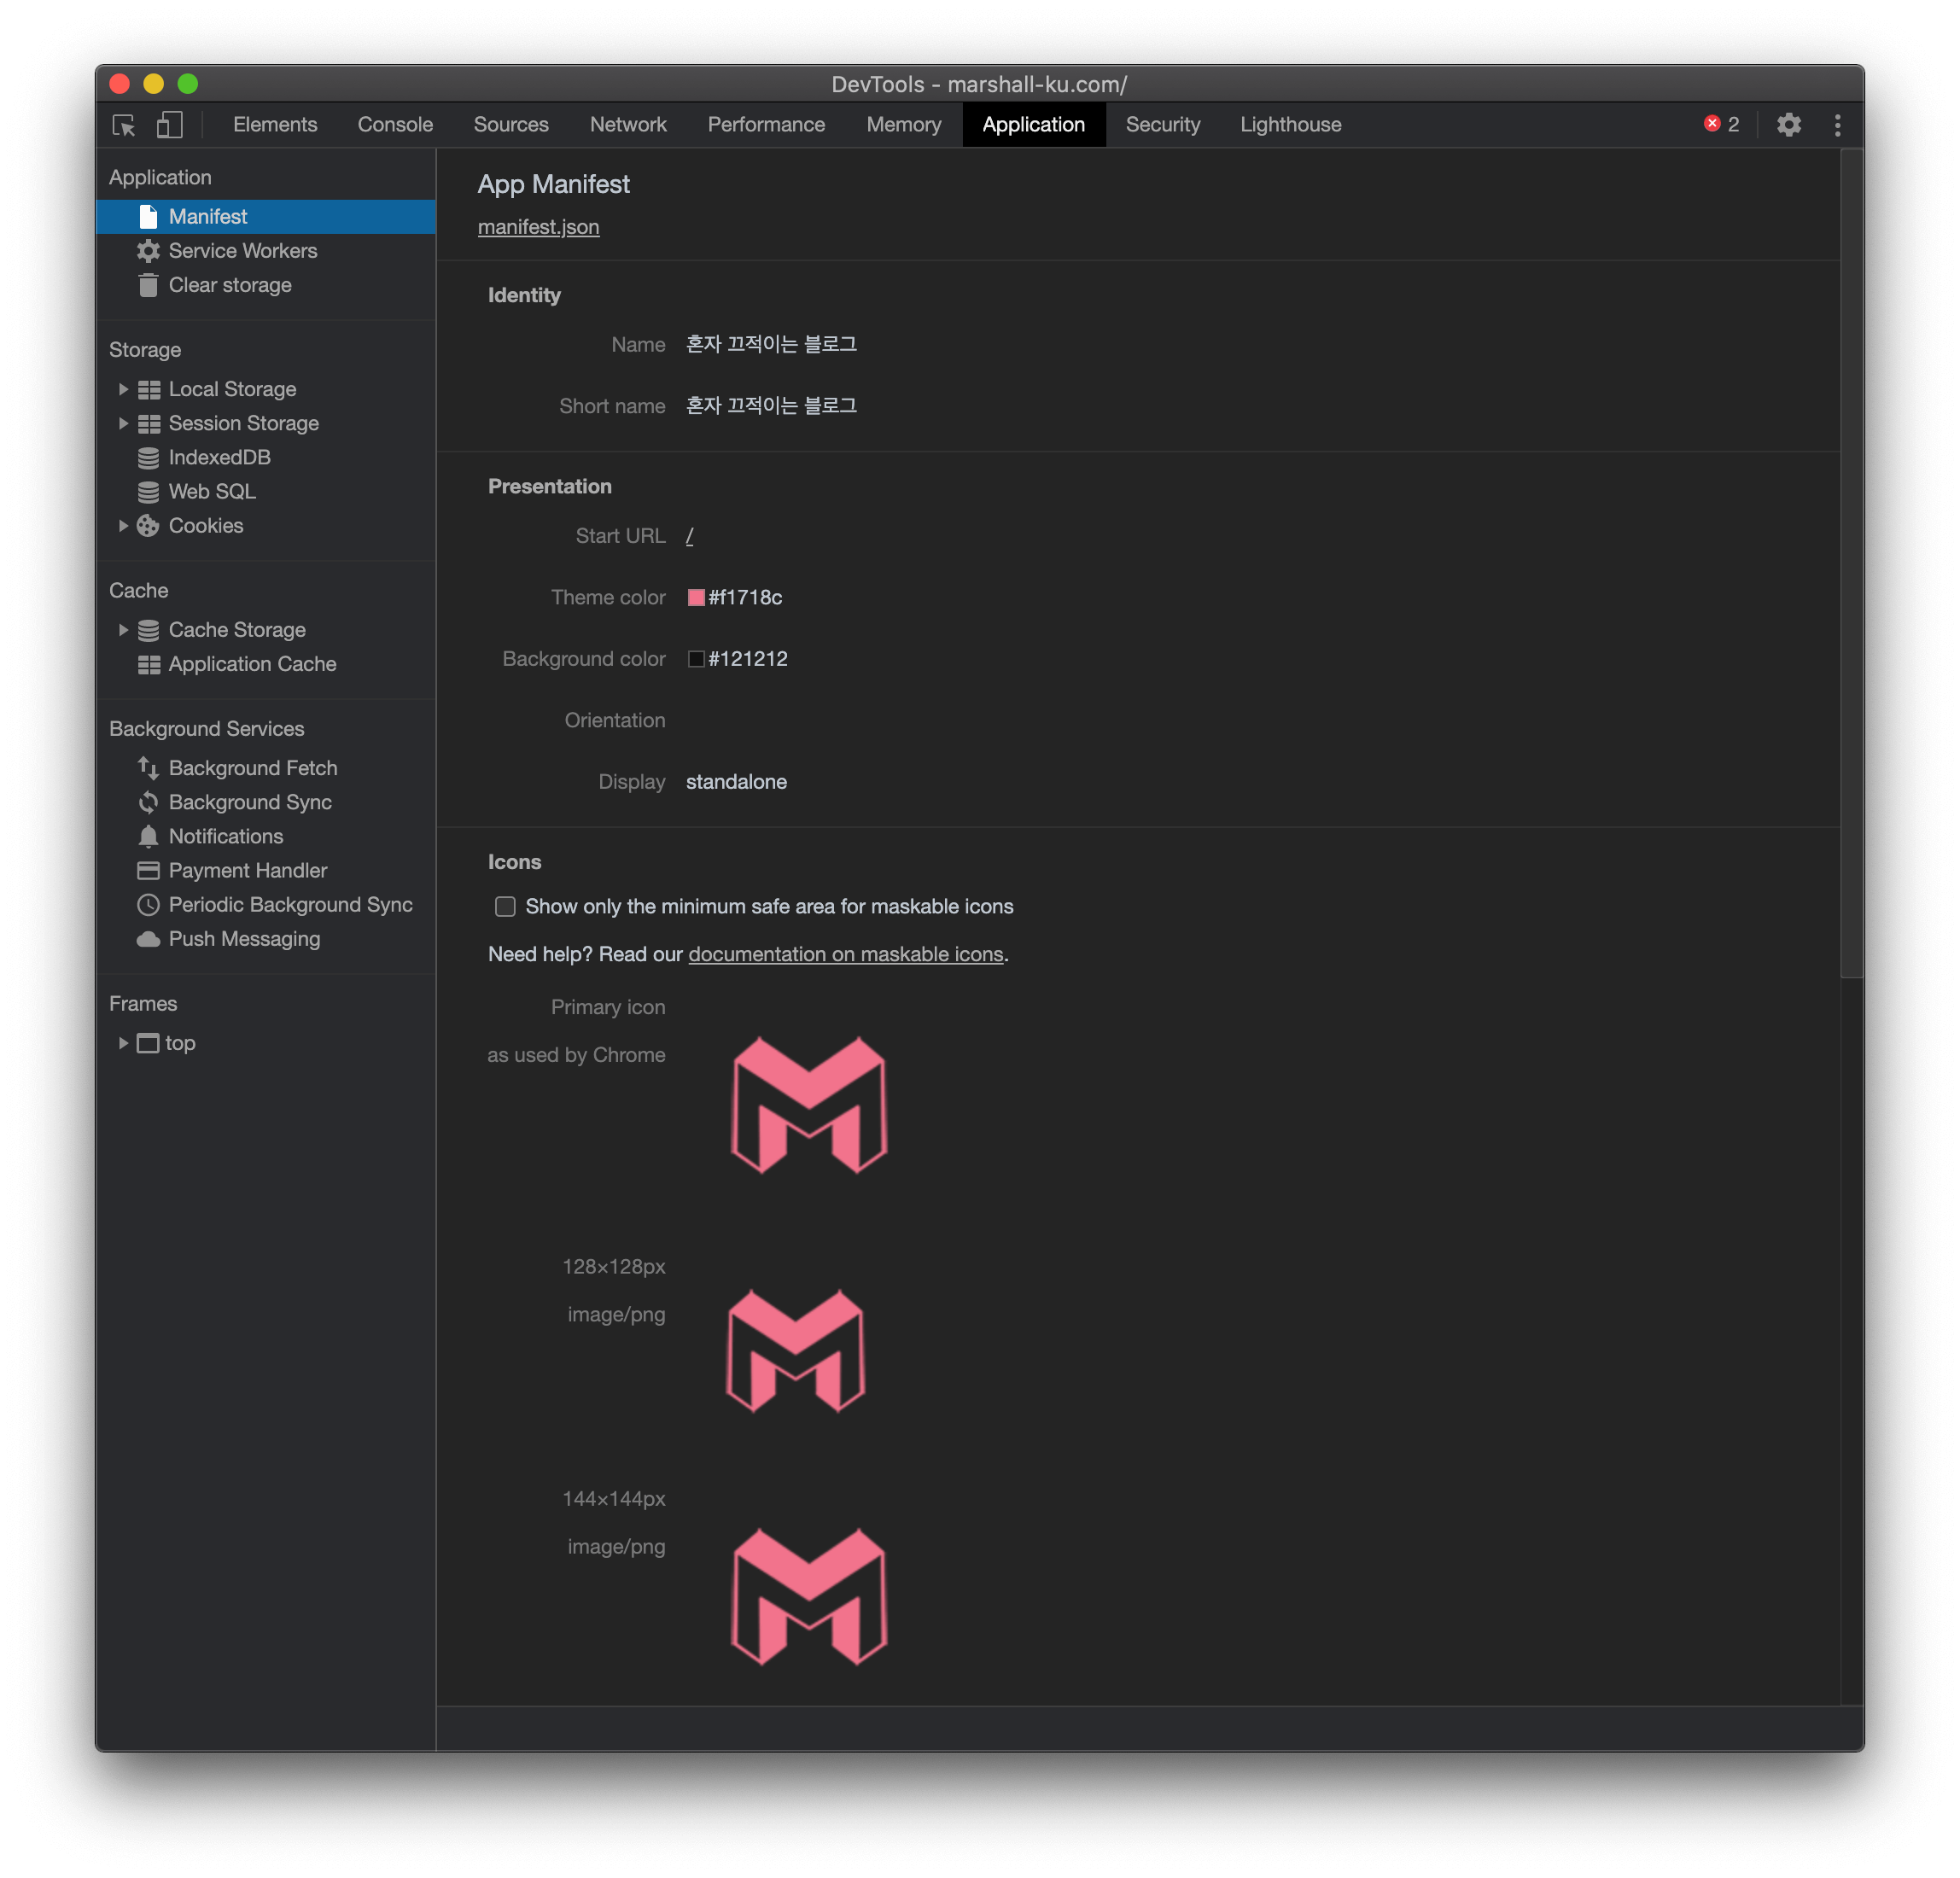 DevTools - marshall-ku.com/
Elements Console Sources Network Performance Memory Application Security Lighthouse 2
Application
Manifest
Service Workers
Clear storage
Storage
Local Storage
Session Storage
IndexedDB
Web SQL
Cookies
Cache
Cache Storage
Application Cache
Background Services
Background Fetch
Background Sync
Notifications
Payment Handler
Periodic Background Sync
Push Messaging
Frames
top
App Manifest
manifest.json
Identity
Name 혼자 끄적이는 블로그
Short name 혼자 끄적이는 블로그
Presentation
Start URL /
Theme color #f1718c
Background color #121212
Orientation
Display standalone
Icons
Show only the minimum safe area for maskable icons
Need help? Read our documentation on maskable icons.
Primary icon
as used by Chrome
128×128px
image/png
144×144px
image/png